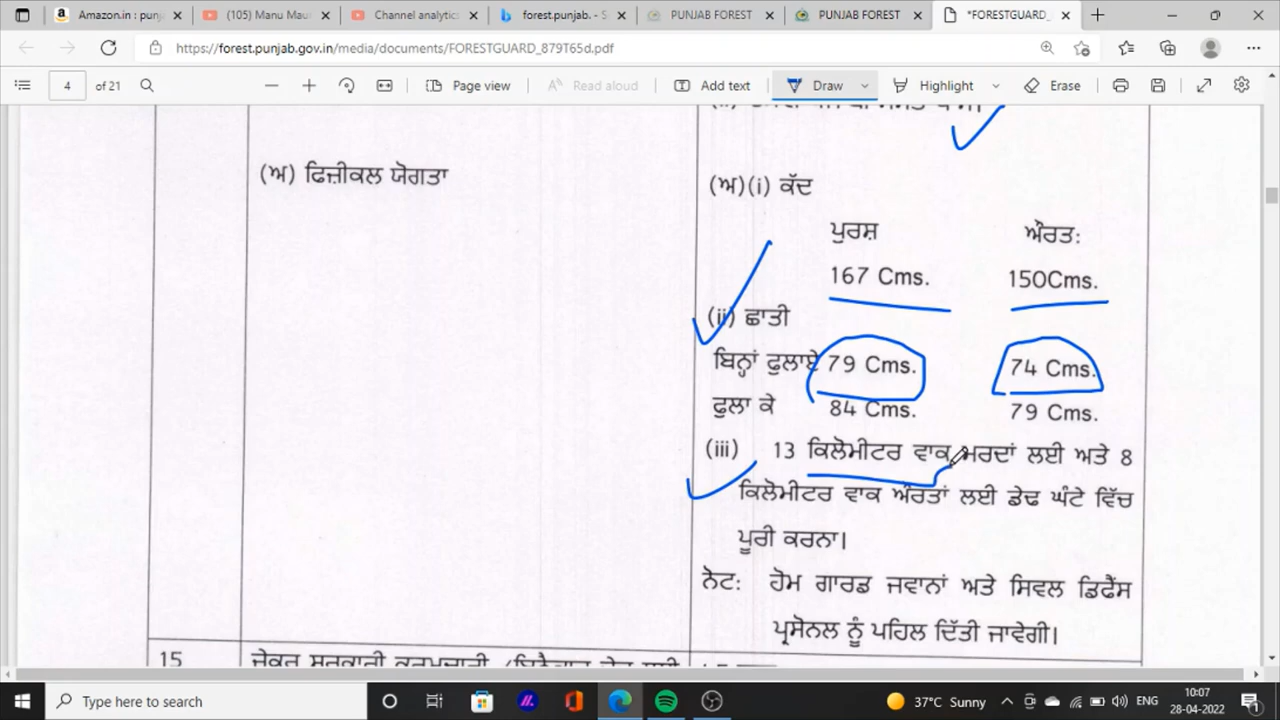 Amazon.in : punj
(105) Manu Mau
Channel analytics
forest.punjab. - S
PUNJAB FOREST
PUNJAB FOREST
*FORESTGUARD_
https://forest.punjab.gov.in/media/documents/FORESTGUARD_879T65d.pdf
4 of 21
Page view
Read aloud
Add text
Draw
Highlight
Erase
(ਅ) ਫਿਜ਼ੀਕਲ ਯੋਗਤਾ
(ਅ)(i) ਕੱਦ
ਪੁਰਸ਼ ਔਰਤ:
167 Cms. 150Cms.
(ii) ਛਾਤੀ
ਬਿਨ੍ਹਾਂ ਫੁਲਾਏ 79 Cms. 74 Cms.
ਫੁਲਾ ਕੇ 84 Cms. 79 Cms.
(iii) 13 ਕਿਲੋਮੀਟਰ ਵਾਕ ਮਰਦਾਂ ਲਈ ਅਤੇ 8
ਕਿਲੋਮੀਟਰ ਵਾਕ ਔਰਤਾਂ ਲਈ ਡੇਢ ਘੰਟੇ ਵਿੱਚ
ਪੂਰੀ ਕਰਨਾ।
ਨੋਟ: ਹੋਮ ਗਾਰਡ ਜਵਾਨਾਂ ਅਤੇ ਸਿਵਲ ਡਿਫੈਂਸ
ਪ੍ਰਸੋਨਲ ਨੂੰ ਪਹਿਲ ਦਿੱਤੀ ਜਾਵੇਗੀ।
15 ਜੇਕਰ ਸਰਕਾਰੀ ਕਰਮਚਾਰੀ
Type here to search
37°C Sunny
ENG
10:07
28-04-2022